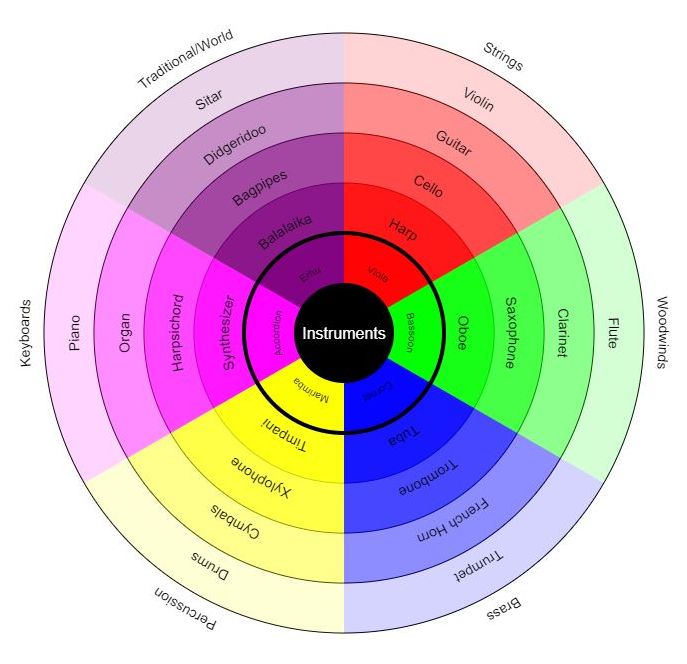 Instruments
Strings
Violin
Guitar
Cello
Harp
Viola
Woodwinds
Flute
Clarinet
Saxophone
Oboe
Bassoon
Brass
Trumpet
French Horn
Trombone
Tuba
Cornet
Percussion
Drums
Cymbals
Xylophone
Timpani
Marimba
Keyboards
Piano
Organ
Harpsichord
Synthesizer
Accordion
Traditional/World
Sitar
Didgeridoo
Bagpipes
Balalaika
Erhu